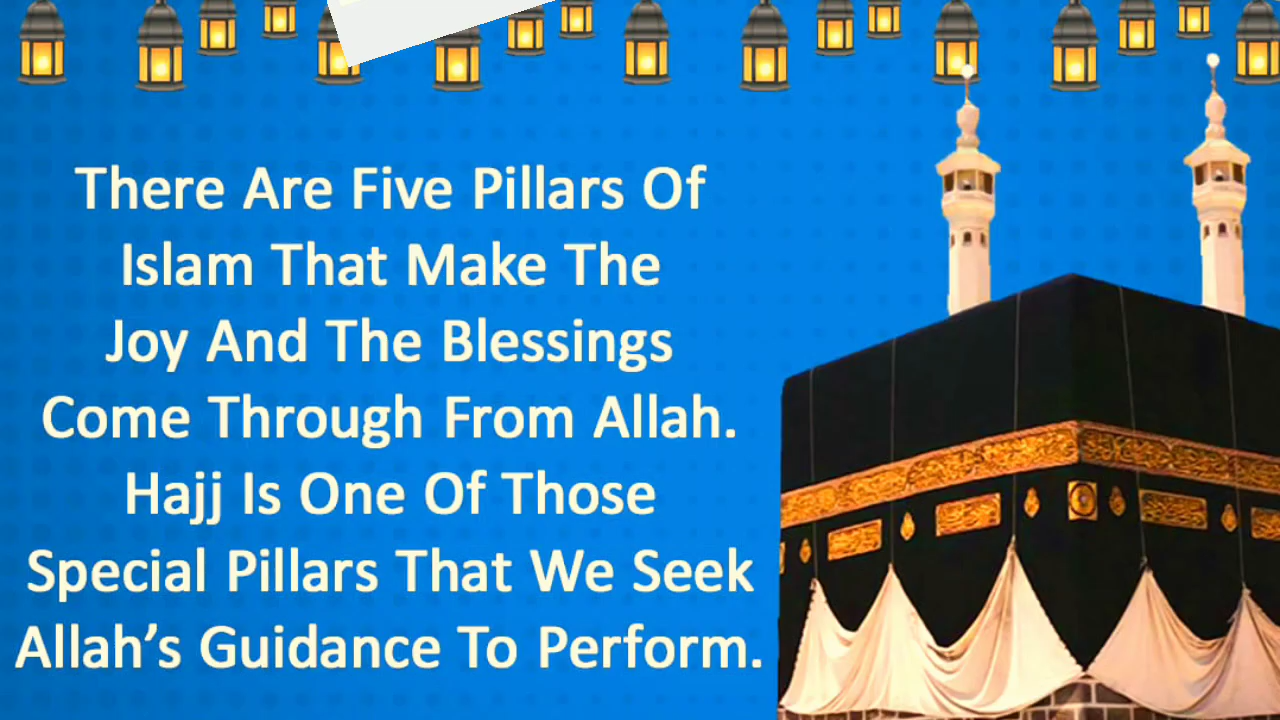 There Are Five Pillars Of
Islam That Make The
Joy And The Blessings
Come Through From Allah.
Hajj Is One Of Those
Special Pillars That We Seek
Allah’s Guidance To Perform.